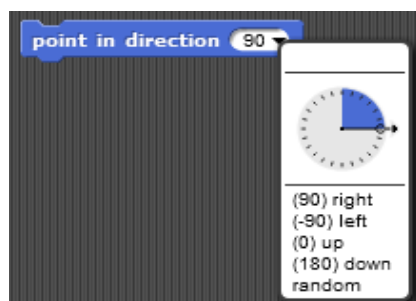 point in direction 90
(90) right
(-90) left
(0) up
(180) down
random